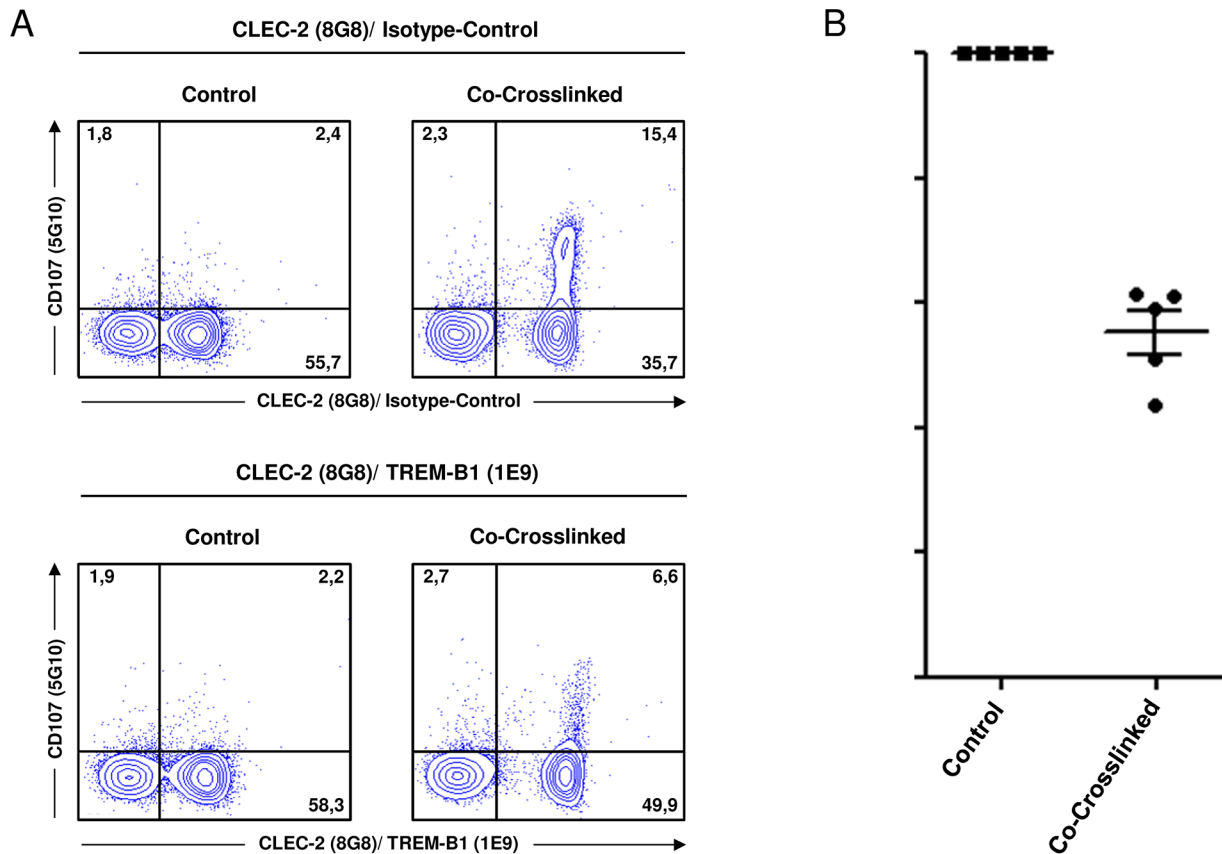 A
CLEC-2 (8G8)/ Isotype-Control
Control
Co-Crosslinked
1,8
2,4
55,7
2,3
15,4
35,7
CD107 (5G10)
CLEC-2 (8G8)/ Isotype-Control
CLEC-2 (8G8)/ TREM-B1 (1E9)
Control
Co-Crosslinked
1,9
2,2
58,3
2,7
6,6
49,9
CD107 (5G10)
CLEC-2 (8G8)/ TREM-B1 (1E9)
B
Control
Co-Crosslinked